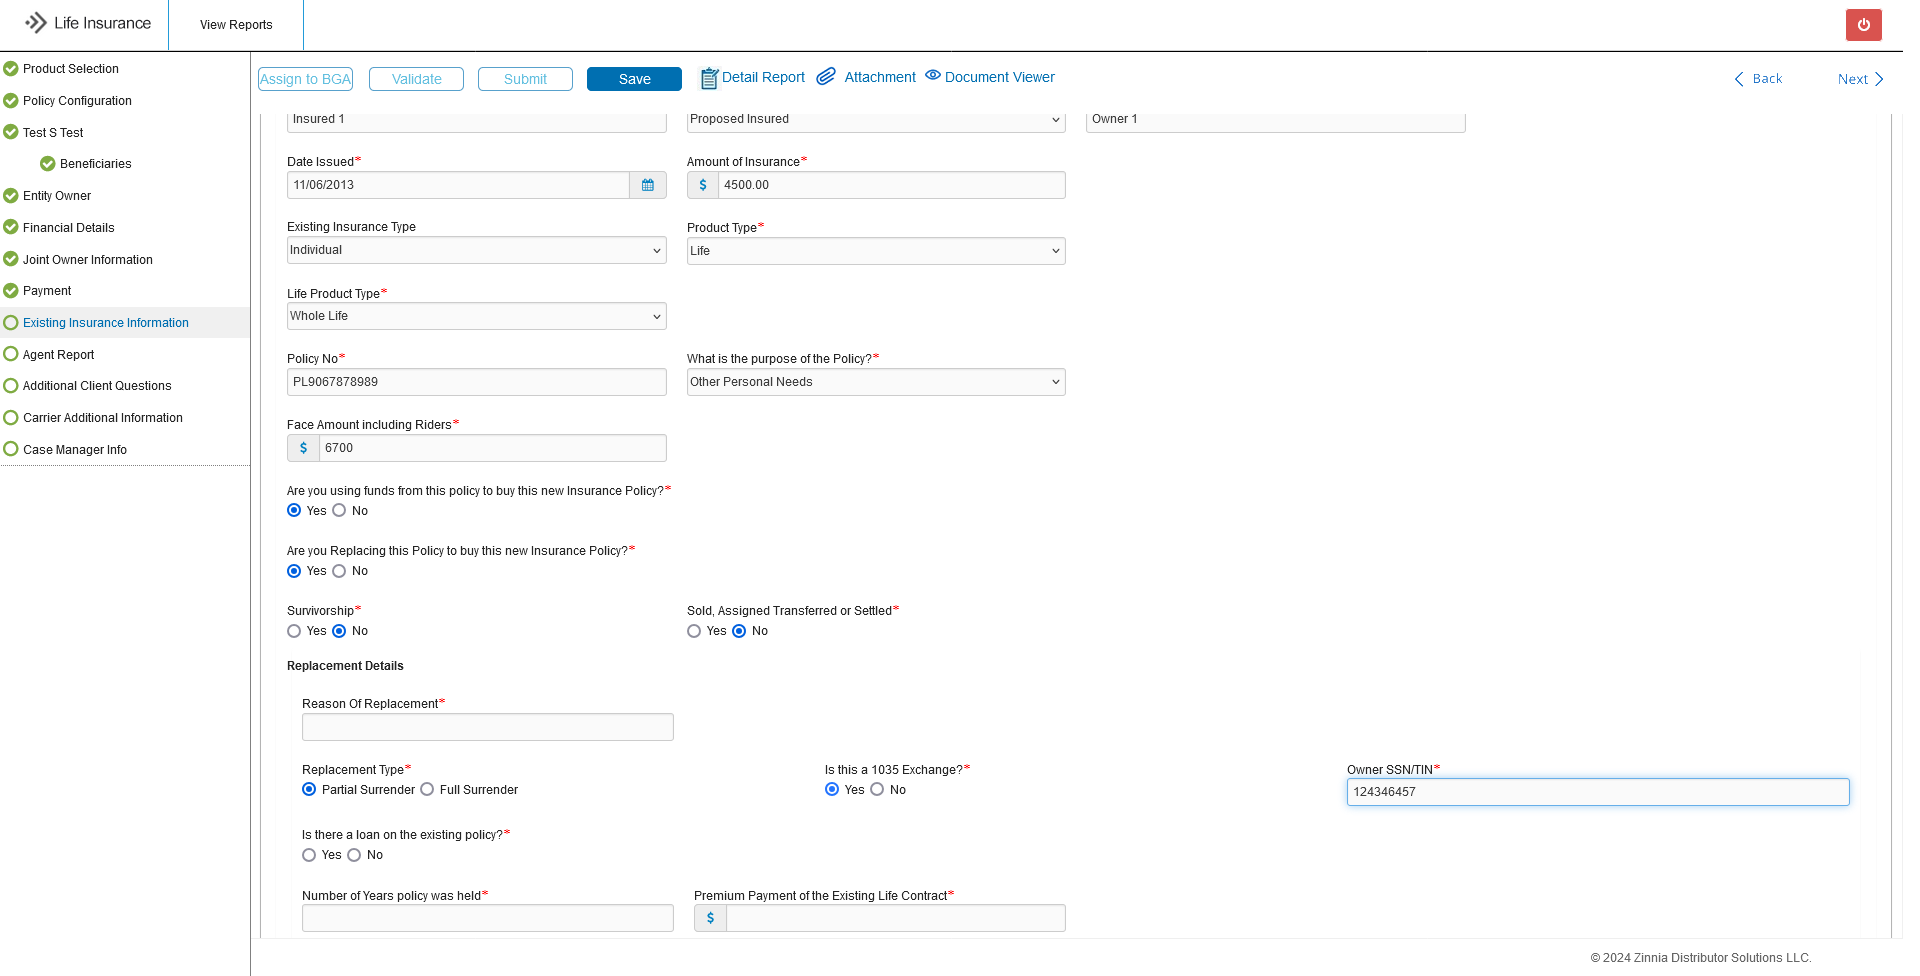 Life Insurance
View Reports
Product Selection
Policy Configuration
Test S Test
Beneficiaries
Entity Owner
Financial Details
Joint Owner Information
Payment
Existing Insurance Information
Agent Report
Additional Client Questions
Carrier Additional Information
Case Manager Info
Assign to BGA Validate Submit Save Detail Report Attachment Document Viewer Back Next
Insured 1 Proposed Insured Owner 1
Date Issued* Amount of Insurance*
11/06/2013 $ 4500.00
Existing Insurance Type Product Type*
Individual Life
Life Product Type*
Whole Life
Policy No* What is the purpose of the Policy?*
PL9067878989 Other Personal Needs
Face Amount including Riders*
$ 6700
Are you using funds from this policy to buy this new Insurance Policy?*
Yes No
Are you Replacing this Policy to buy this new Insurance Policy?*
Yes No
Survivorship* Sold, Assigned Transferred or Settled*
Yes No Yes No
Replacement Details
Reason Of Replacement*
Replacement Type* Is this a 1035 Exchange?* Owner SSN/TIN*
Partial Surrender Full Surrender Yes No 124346457
Is there a loan on the existing policy?*
Yes No
Number of Years policy was held* Premium Payment of the Existing Life Contract*
$
© 2024 Zinnia Distributor Solutions LLC.